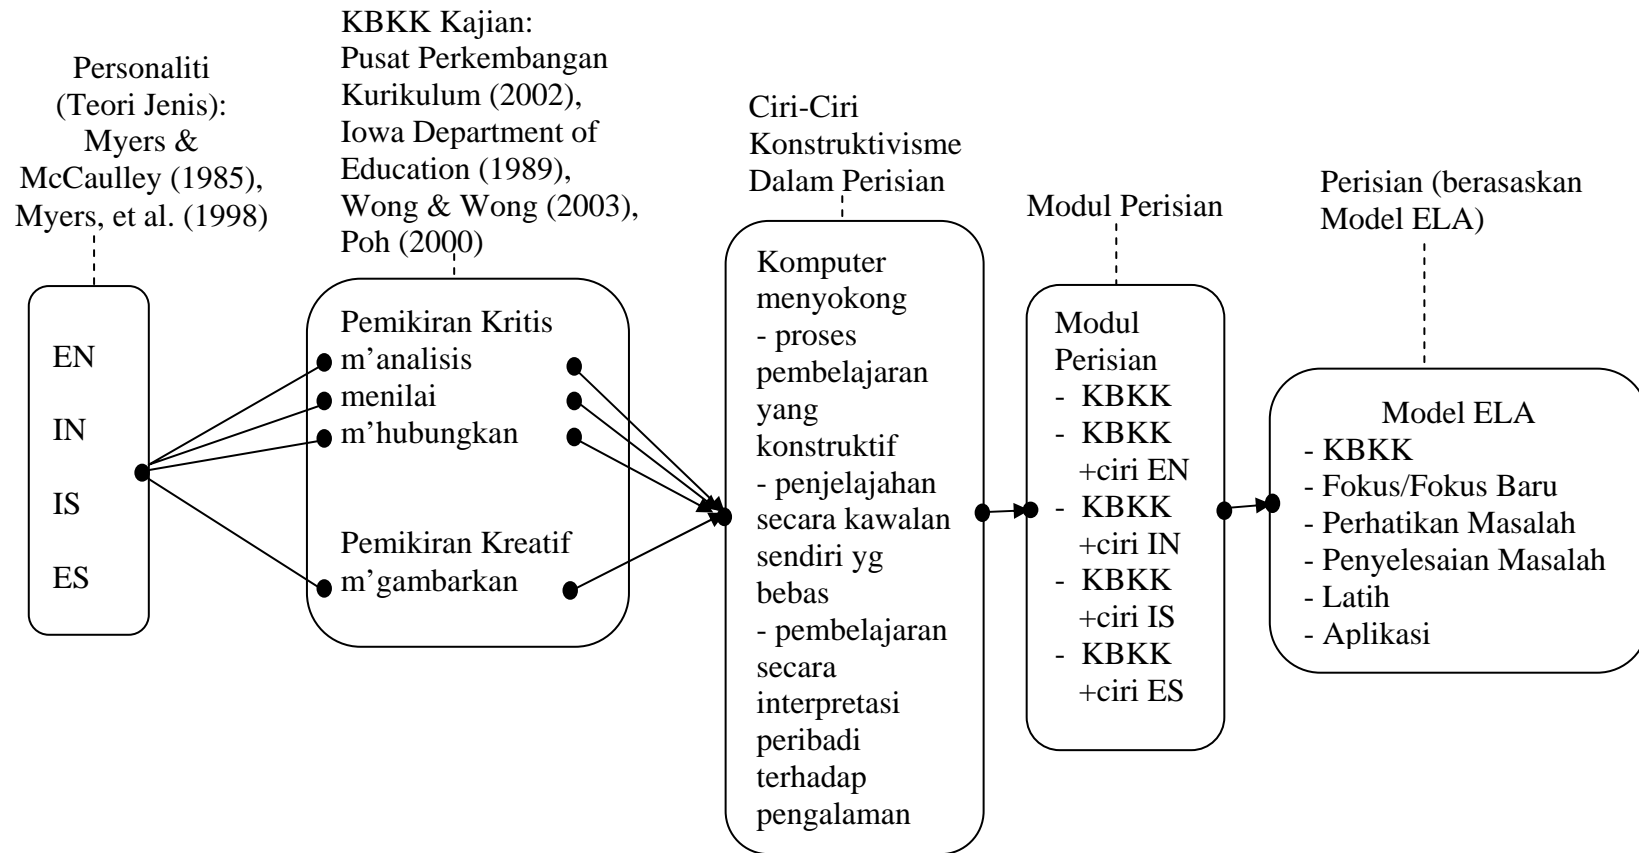 Personaliti
(Teori Jenis):
Myers &
McCaulley (1985),
Myers, et al. (1998)
EN
IN
IS
ES
KBKK Kajian:
Pusat Perkembangan
Kurikulum (2002),
Iowa Department of
Education (1989),
Wong & Wong (2003),
Poh (2000)
Pemikiran Kritis
m’analisis
menilai
m’hubungkan
Pemikiran Kreatif
m’gambarkan
Ciri-Ciri
Konstruktivisme
Dalam Perisian
Komputer
menyokong
- proses
pembelajaran
yang
konstruktif
- penjelajahan
secara kawalan
sendiri yg
bebas
- pembelajaran
secara
interpretasi
peribadi
terhadap
pengalaman
Modul Perisian
Modul
Perisian
- KBKK
- KBKK
+ciri EN
- KBKK
+ciri IN
- KBKK
+ciri IS
- KBKK
+ciri ES
Perisian (berasaskan
Model ELA)
Model ELA
- KBKK
- Fokus/Fokus Baru
- Perhatikan Masalah
- Penyelesaian Masalah
- Latih
- Aplikasi